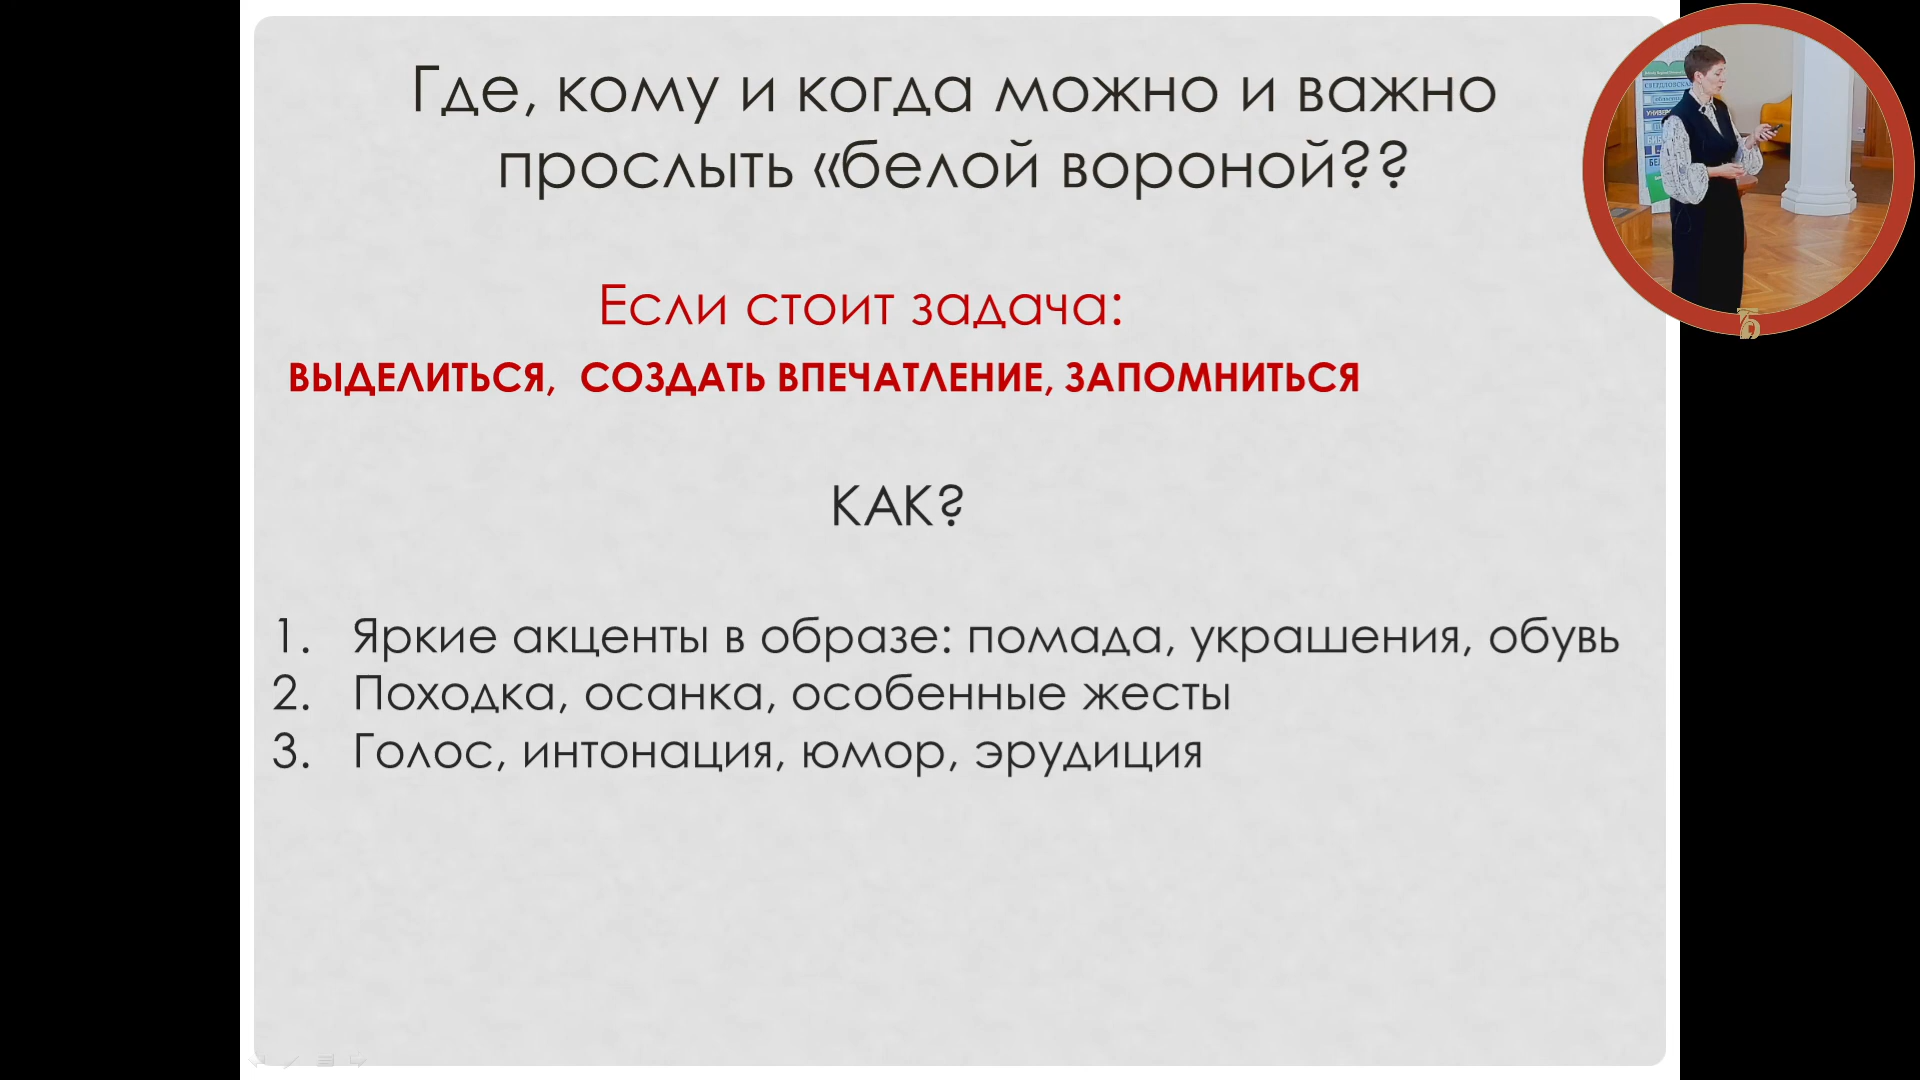 Где, кому и когда можно и важно
прослыть «белой вороной??
Если стоит задача:
ВЫДЕЛИТЬСЯ,  СОЗДАТЬ ВПЕЧАТЛЕНИЕ, ЗАПОМНИТЬСЯ
КАК?
1. Яркие акценты в образе: помада, украшения, обувь
2. Походка, осанка, особенные жесты
3. Голос, интонация, юмор, эрудиция